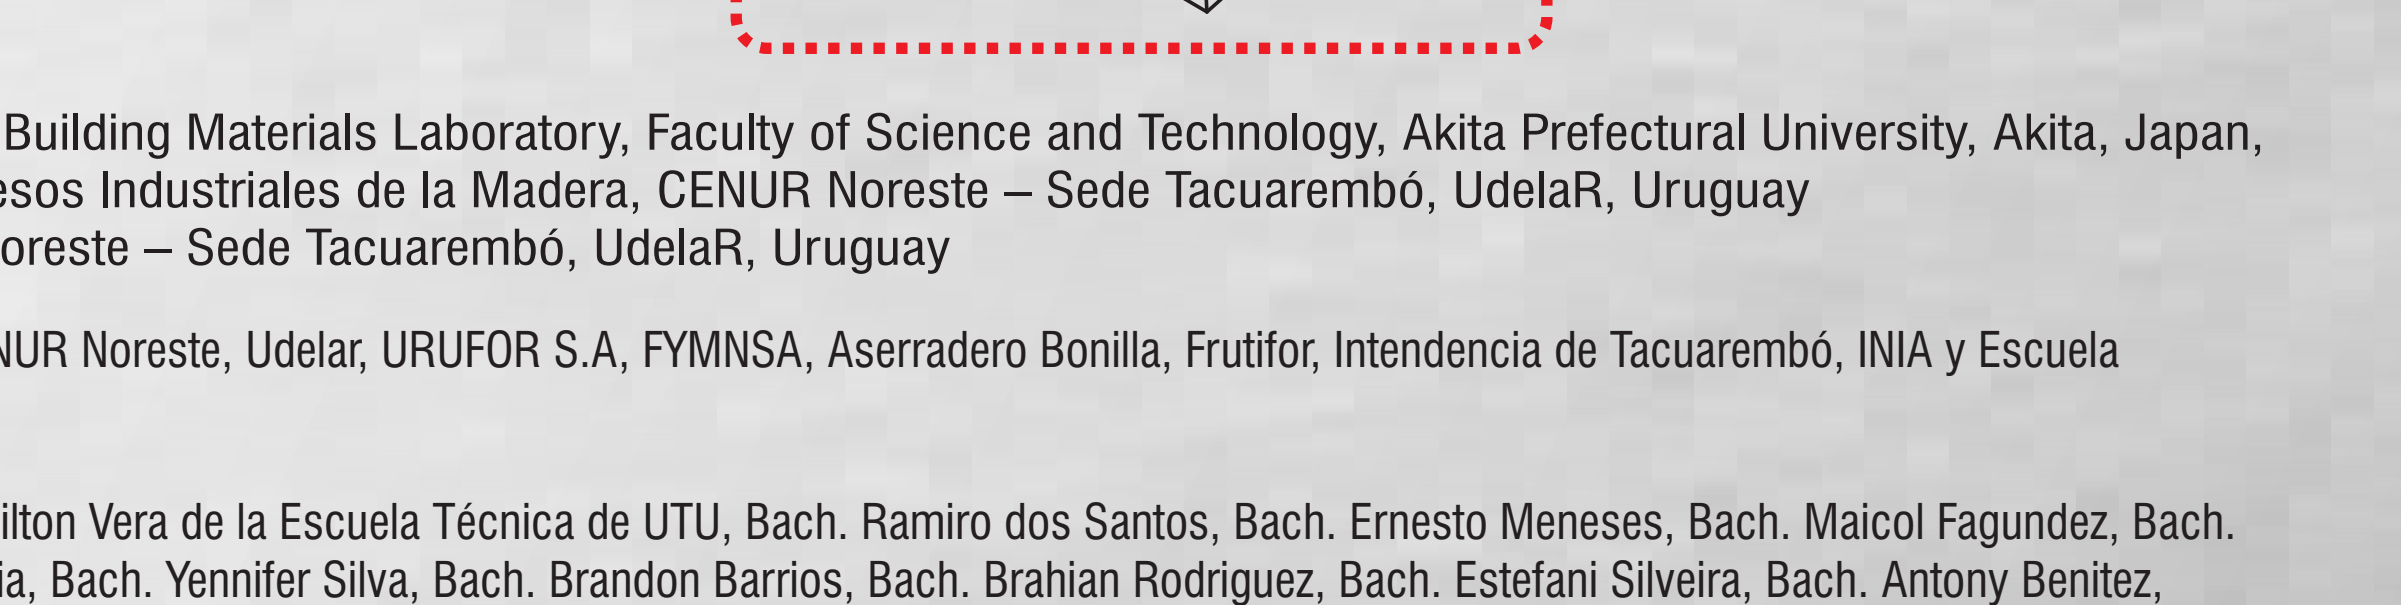 Building Materials Laboratory, Faculty of Science and Technology, Akita Prefectural University, Akita, Japan,
esos Industriales de la Madera, CENUR Noreste – Sede Tacuarembó, UdelaR, Uruguay
oreste – Sede Tacuarembó, UdelaR, Uruguay
NUR Noreste, Udelar, URUFOR S.A, FYMNSA, Aserradero Bonilla, Frutifor, Intendencia de Tacuarembó, INIA y Escuela
ilton Vera de la Escuela Técnica de UTU, Bach. Ramiro dos Santos, Bach. Ernesto Meneses, Bach. Maicol Fagundez, Bach.
ia, Bach. Yennifer Silva, Bach. Brandon Barrios, Bach. Brahian Rodriguez, Bach. Estefani Silveira, Bach. Antony Benitez,